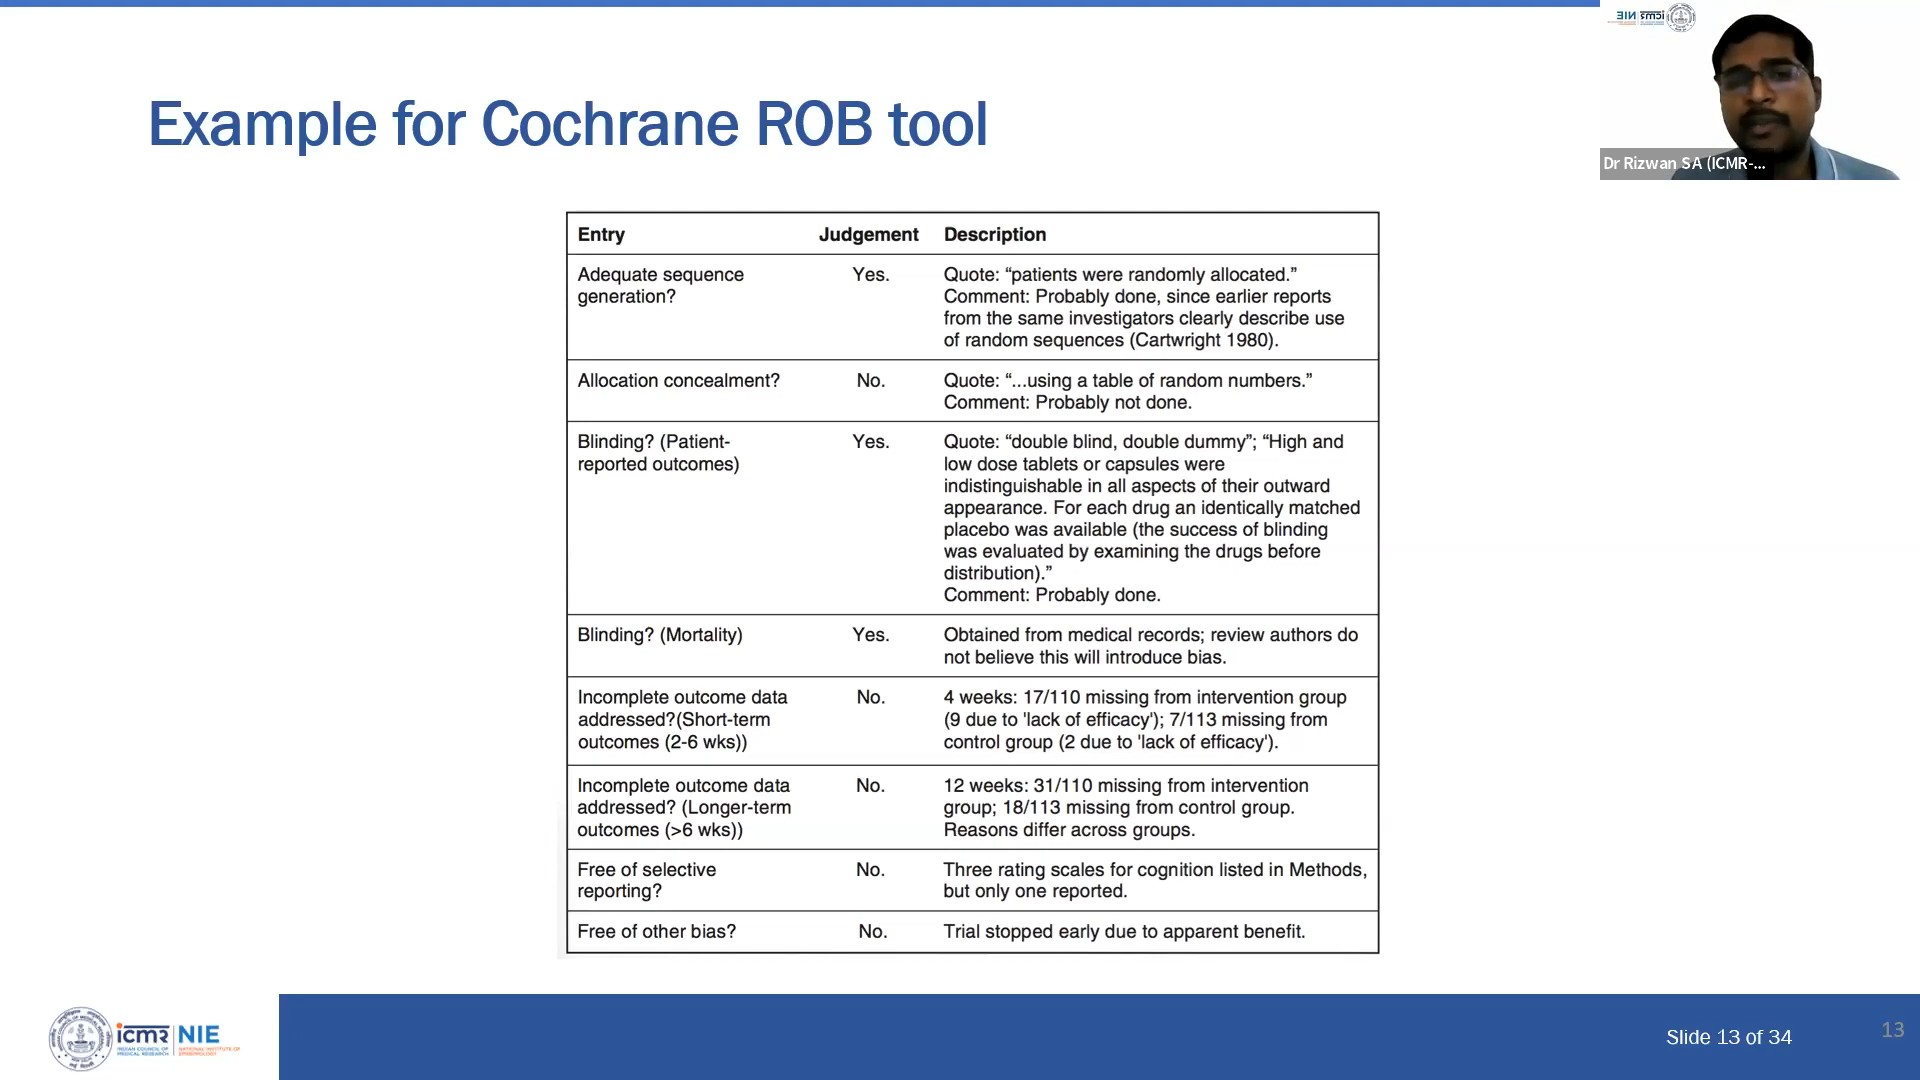 Example for Cochrane ROB tool
Dr Rizwan SA (ICMR-...
Entry Judgement Description
Adequate sequence generation? Yes. Quote: “patients were randomly allocated.”
Comment: Probably done, since earlier reports
from the same investigators clearly describe use
of random sequences (Cartwright 1980).
Allocation concealment? No. Quote: “...using a table of random numbers.”
Comment: Probably not done.
Blinding? (Patient-
reported outcomes)
Yes.
Quote: “double blind, double dummy”; “High and
low dose tablets or capsules were
indistinguishable in all aspects of their outward
appearance. For each drug an identically matched
placebo was available (the success of blinding
was evaluated by examining the drugs before
distribution).”
Comment: Probably done.
Blinding? (Mortality) Yes. Obtained from medical records; review authors do
not believe this will introduce bias.
Incomplete outcome data
addressed?(Short-term
outcomes (2-6 wks))
No.
4 weeks: 17/110 missing from intervention group
(9 due to 'lack of efficacy'); 7/113 missing from
control group (2 due to 'lack of efficacy').
Incomplete outcome data
addressed? (Longer-term
outcomes (>6 wks))
No.
12 weeks: 31/110 missing from intervention
group; 18/113 missing from control group.
Reasons differ across groups.
Free of selective
reporting?
No.
Three rating scales for cognition listed in Methods,
but only one reported.
Free of other bias? No. Trial stopped early due to apparent benefit.
icmr NIE
INDIAN COUNCIL OF
MEDICAL RESEARCH
NATIONAL INSTITUTE OF
EPIDEMIOLOGY
Slide 13 of 34
13